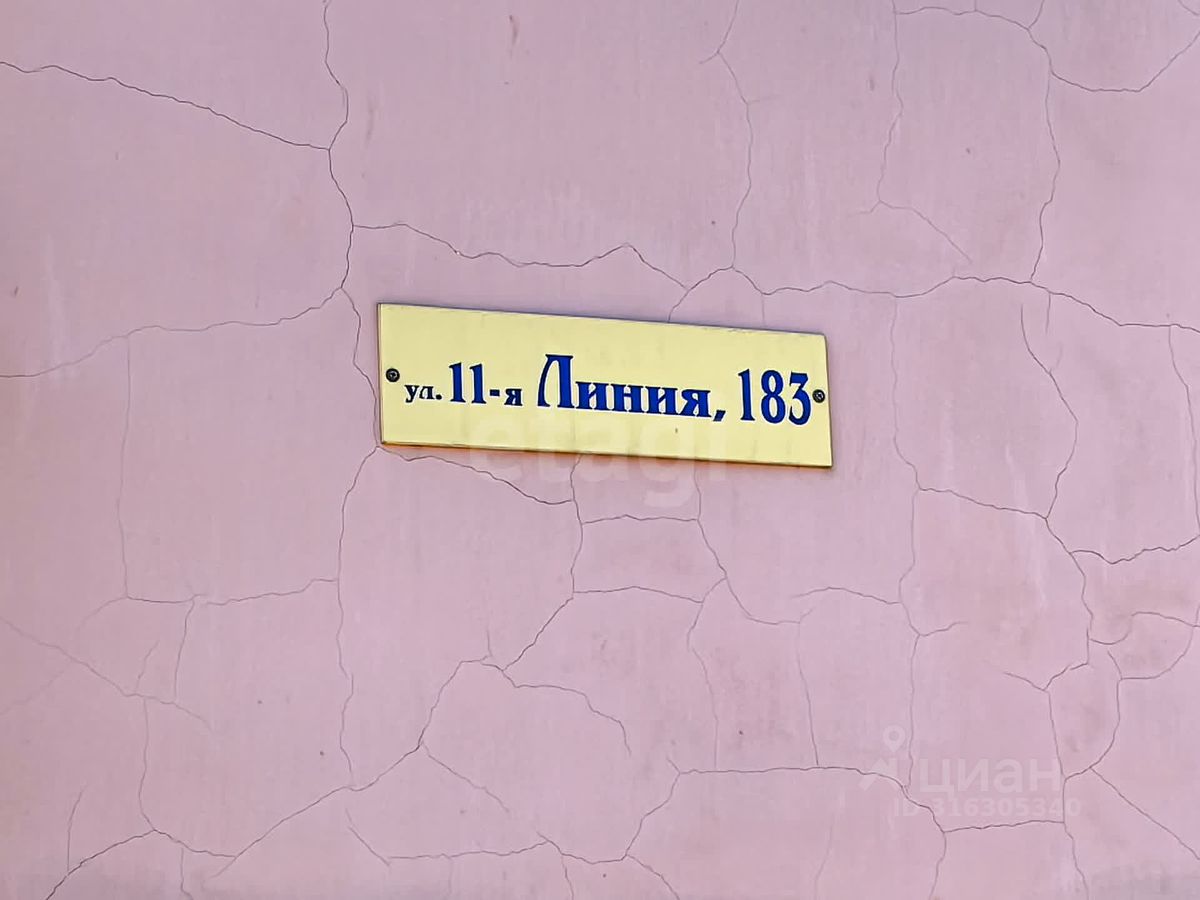 ул. 11-я Линия, 183
etagi
циан
ID 316305340